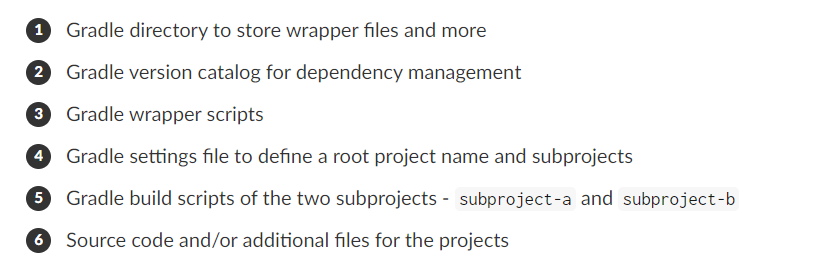 1 Gradle directory to store wrapper files and more
2 Gradle version catalog for dependency management
3 Gradle wrapper scripts
4 Gradle settings file to define a root project name and subprojects
5 Gradle build scripts of the two subprojects - subproject-a and subproject-b
6 Source code and/or additional files for the projects